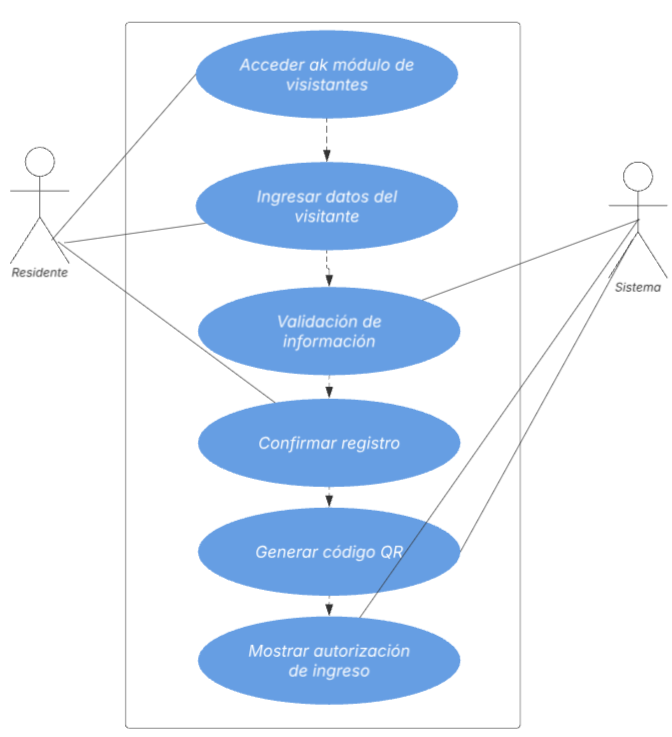 Acceder ak módulo de
visistantes
Ingresar datos del
visitante
Residente
Sistema
Validación de
información
Confirmar registro
Generar código QR
Mostrar autorización
de ingreso